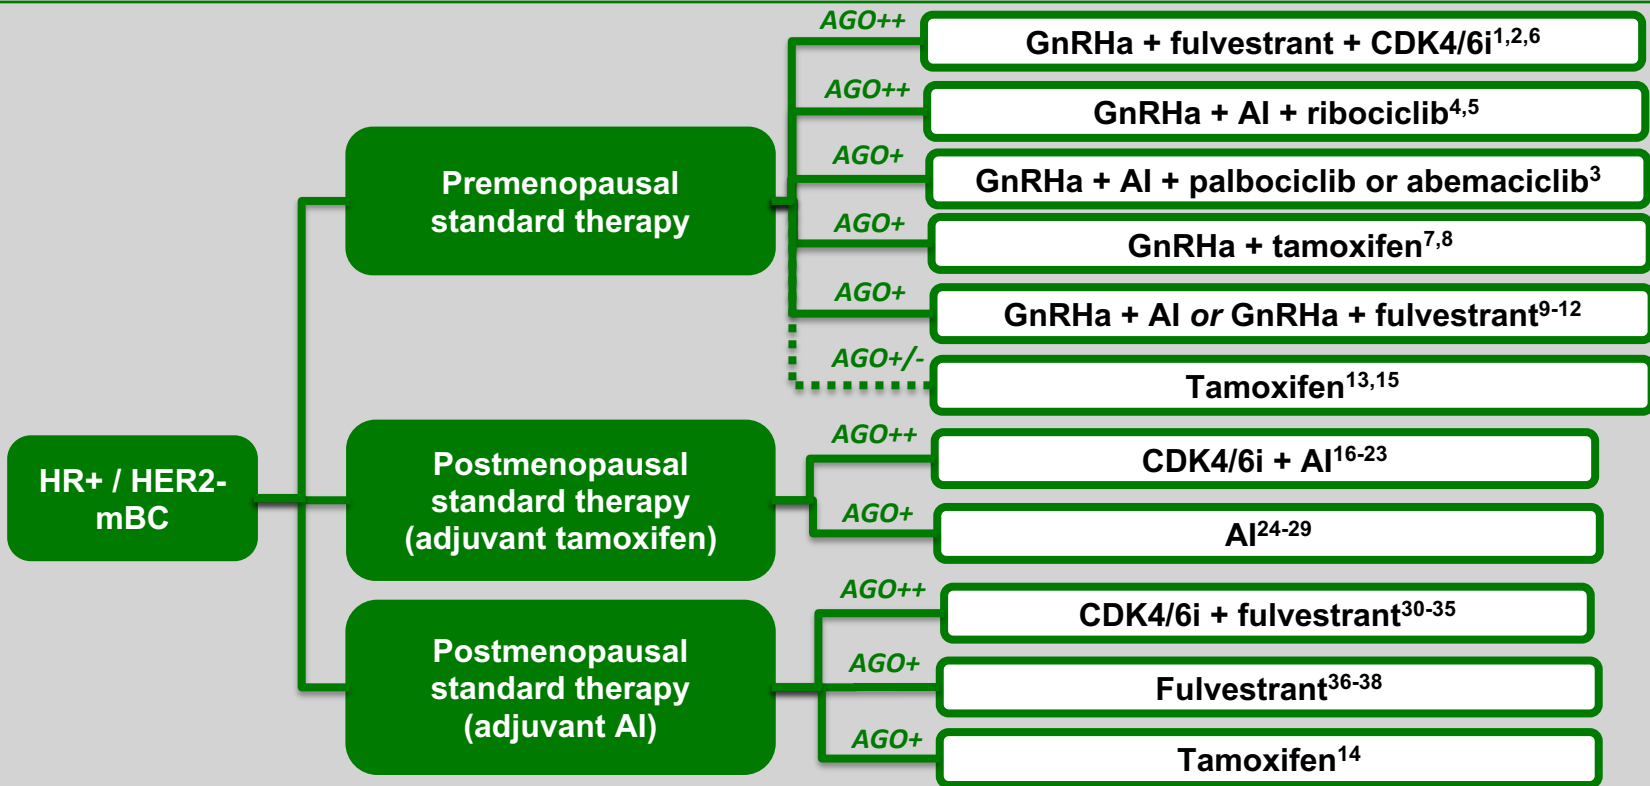 AGO++
GnRHa + fulvestrant + CDK4/6i1,2,6
AGO++
GnRHa + AI + ribociclib4,5
AGO+
GnRHa + AI + palbociclib or abemaciclib3
Premenopausal
standard therapy
AGO+
GnRHa + tamoxifen7,8
AGO+
GnRHa + AI or GnRHa + fulvestrant9-12
AGO+/-
Tamoxifen13,15
HR+ / HER2-
mBC
Postmenopausal
standard therapy
(adjuvant tamoxifen)
AGO++
CDK4/6i + AI16-23
AGO+
AI24-29
Postmenopausal
standard therapy
(adjuvant AI)
AGO++
CDK4/6i + fulvestrant30-35
AGO+
Fulvestrant36-38
AGO+
Tamoxifen14